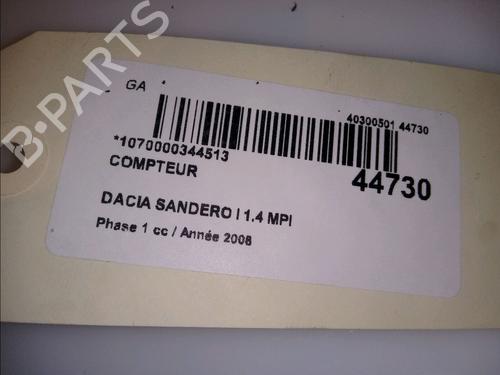 B-PARTS
GA
40300501 44730
*1070000344513
COMPTEUR
44730
DACIA SANDERO I 1.4 MPI
Phase 1 cc / Année 2008